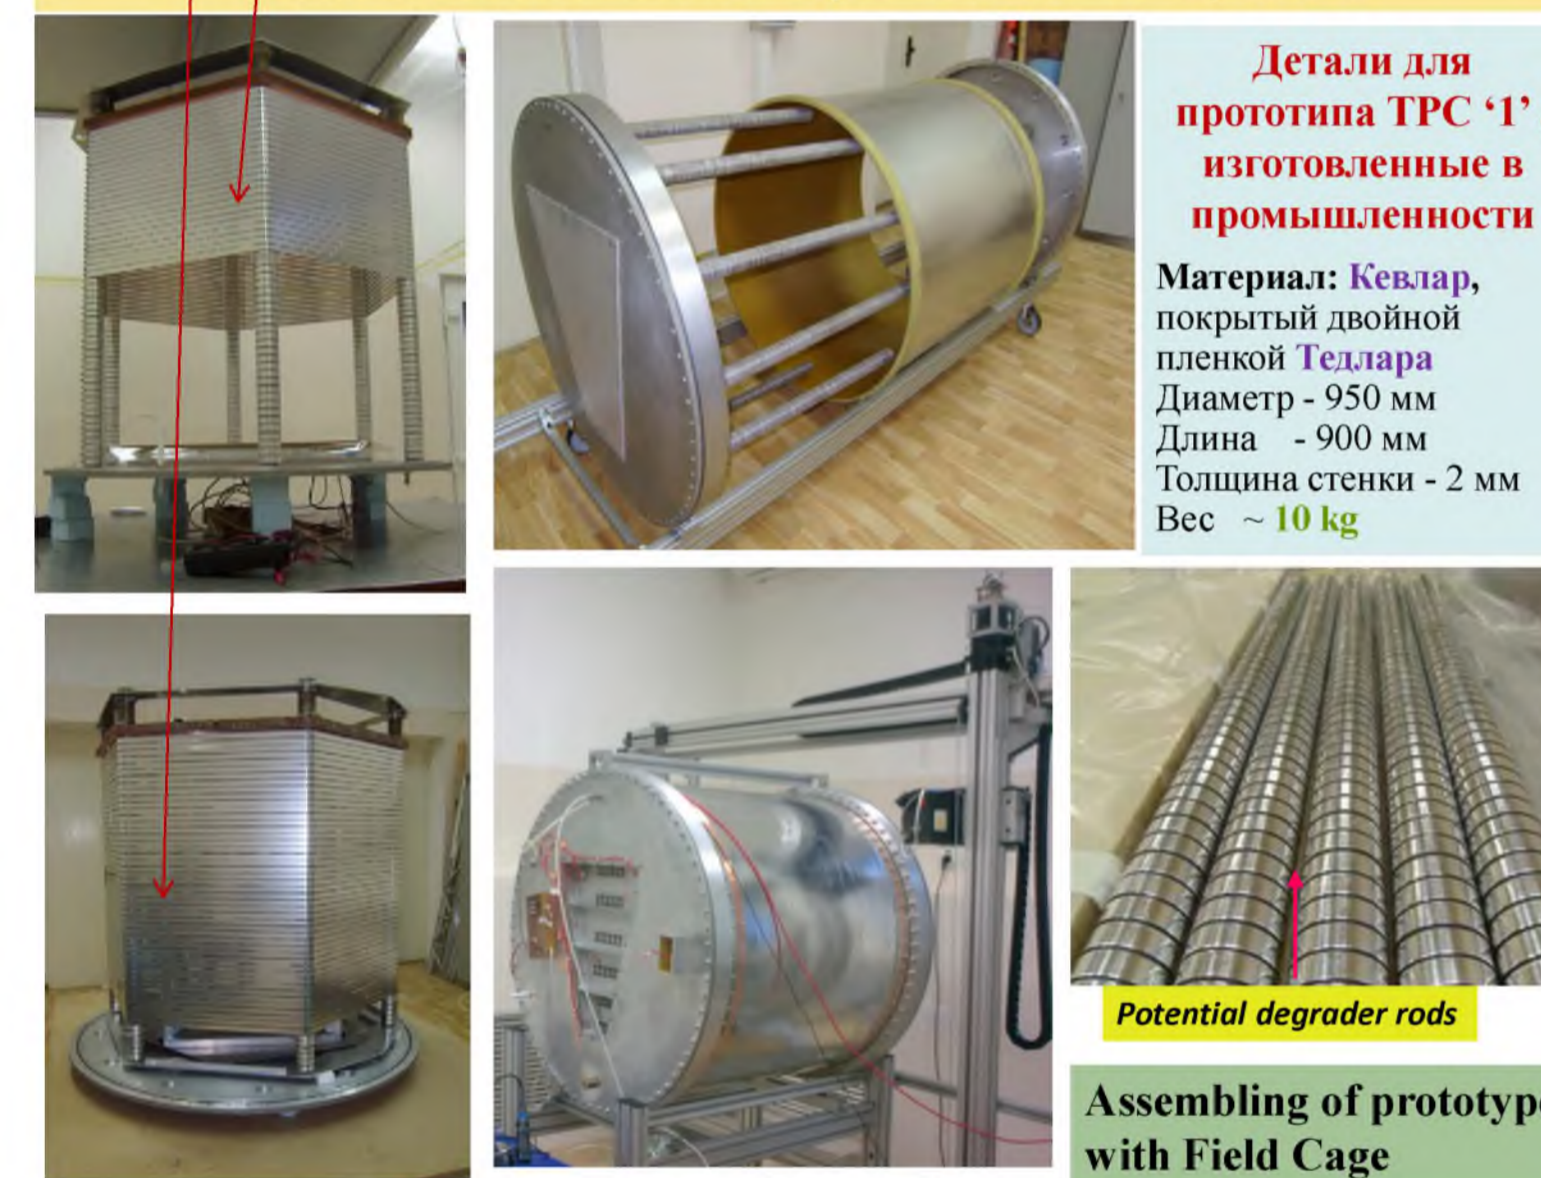 Детали для
прототипа TPC ‘1’
изготовленные в
промышленности
Материал: Кевлар,
покрытый двойной
пленкой Тедлара
Диаметр - 950 мм
Длина - 900 мм
Толщина стенки - 2 мм
Вес ~ 10 kg
Potential degrader rods
Assembling of prototype
with Field Cage